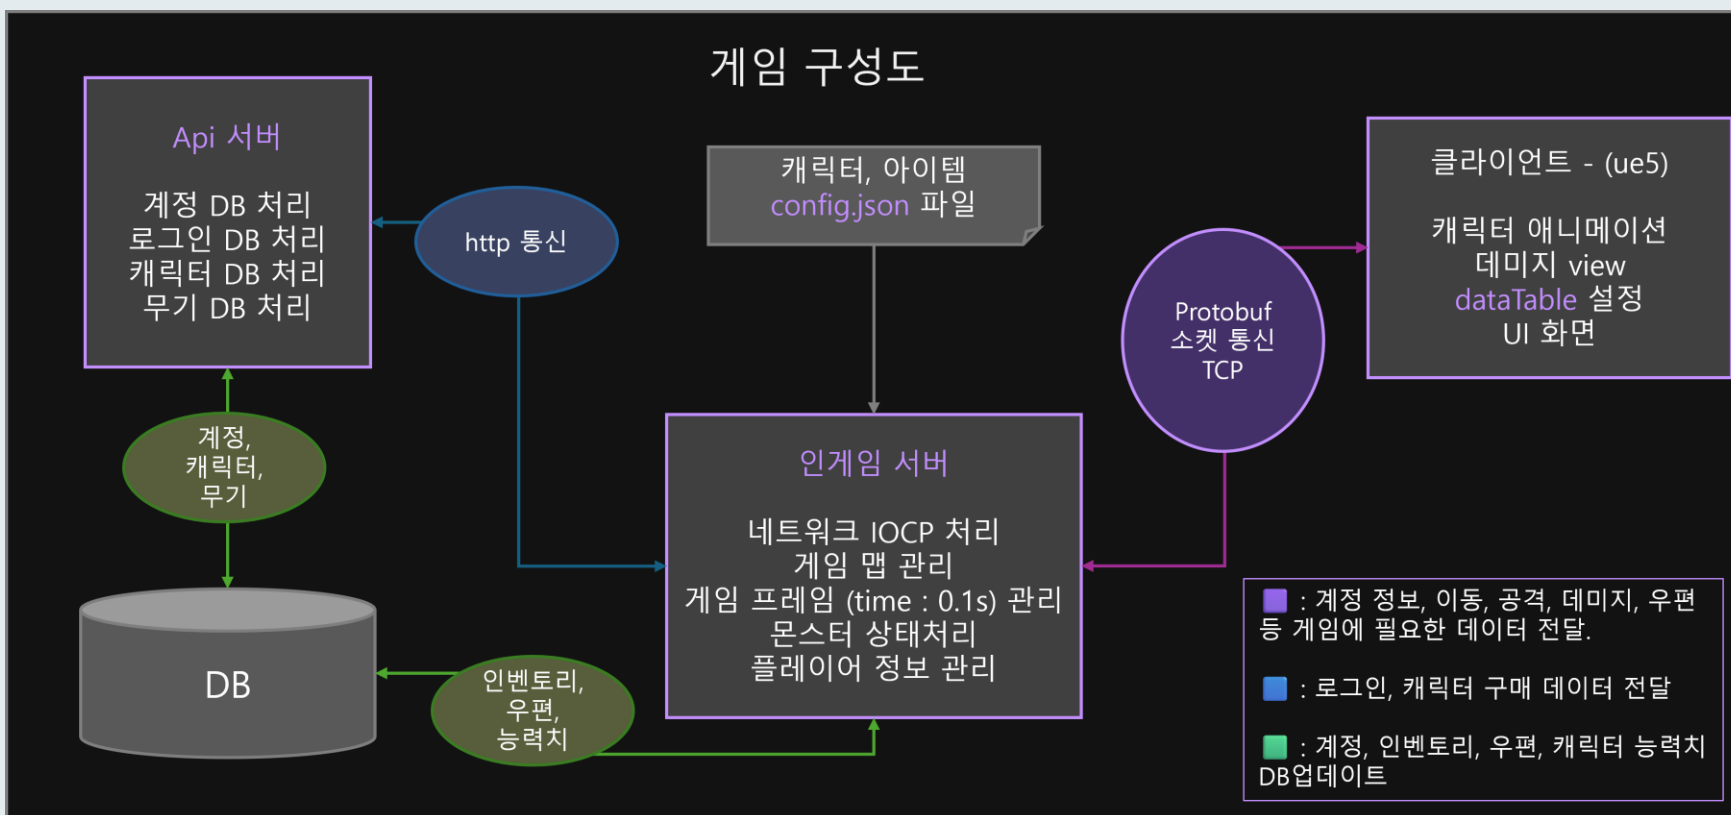 게임 구성도
Api 서버
계정 DB 처리
로그인 DB 처리
캐릭터 DB 처리
무기 DB 처리
http 통신
캐릭터, 아이템
config.json 파일
Protobuf
소켓 통신
TCP
클라이언트 - (ue5)
캐릭터 애니메이션
데미지 view
dataTable 설정
UI 화면
계정,
캐릭터,
무기
인게임 서버
네트워크 IOCP 처리
게임 맵 관리
게임 프레임 (time : 0.1s) 관리
몬스터 상태처리
플레이어 정보 관리
DB
인벤토리,
우편,
능력치
: 계정 정보, 이동, 공격, 데미지, 우편
등 게임에 필요한 데이터 전달.
: 로그인, 캐릭터 구매 데이터 전달
: 계정, 인벤토리, 우편, 캐릭터 능력치
DB업데이트